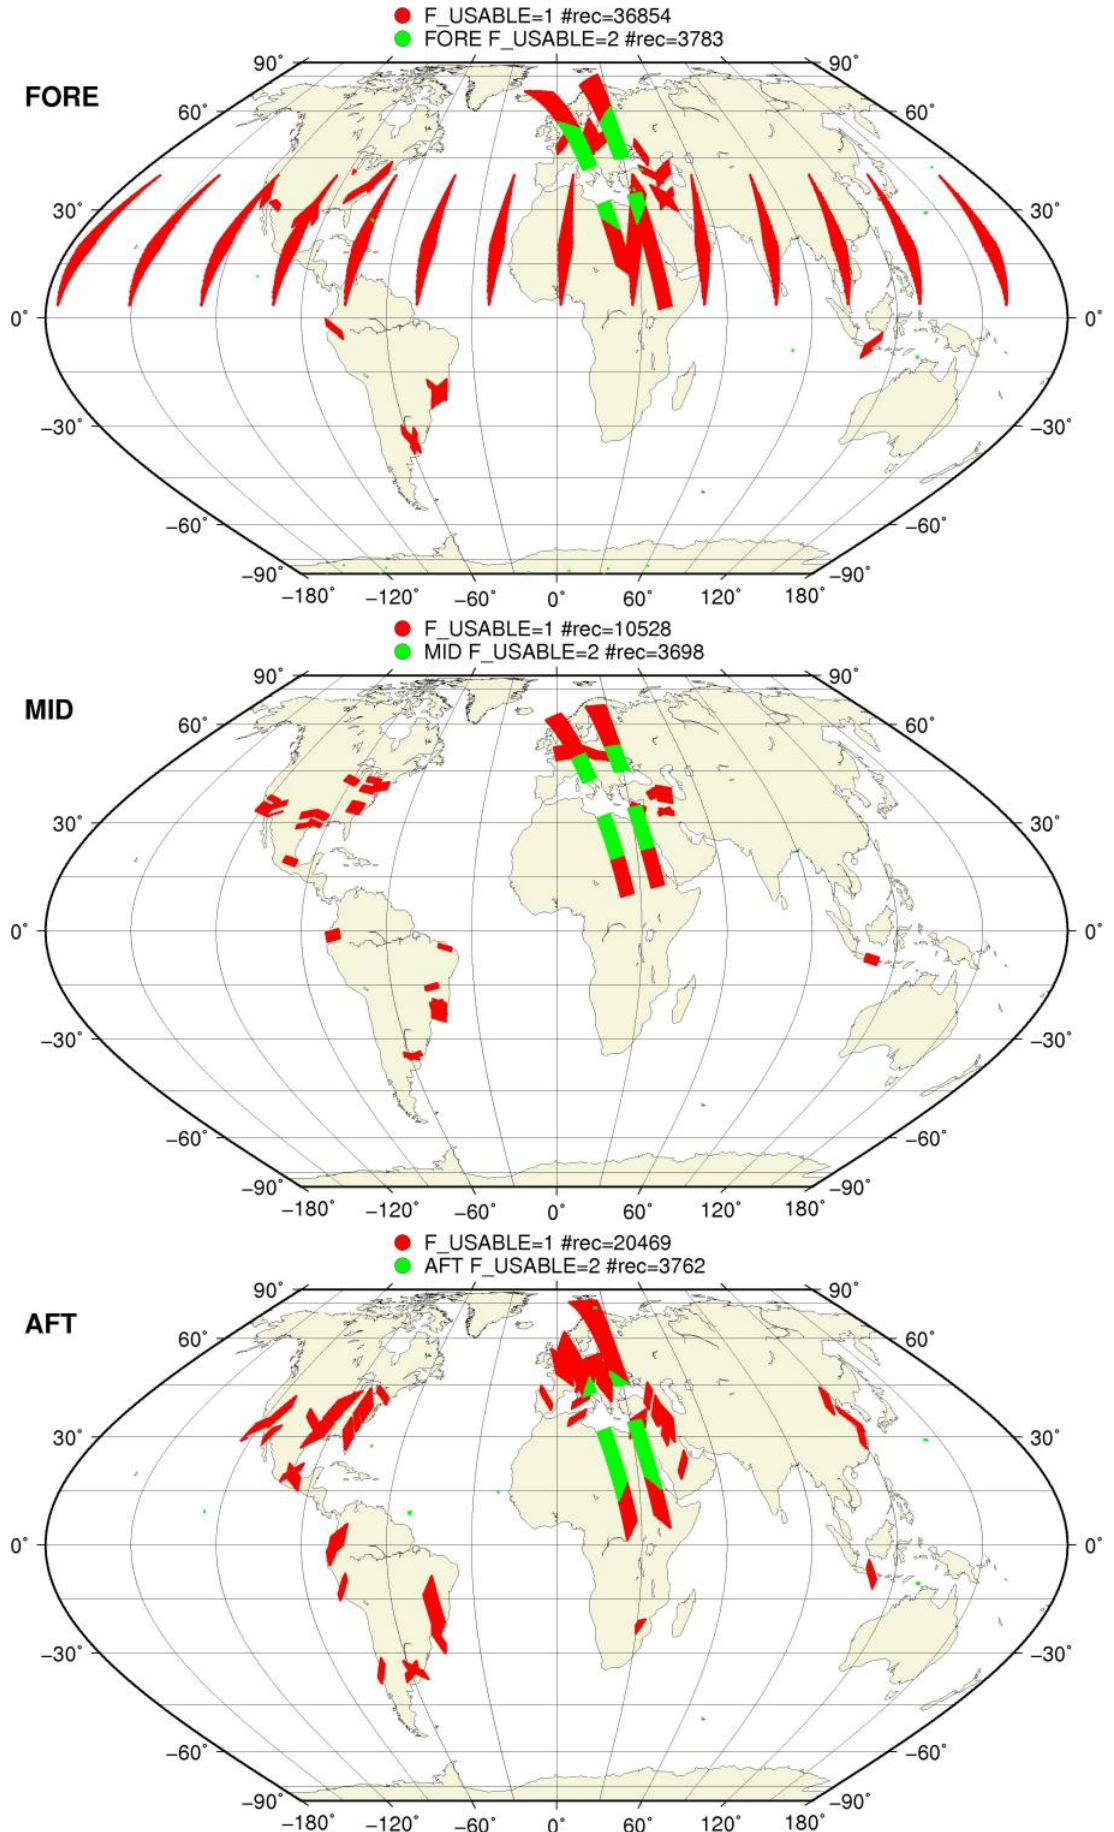 F_USABLE=1 #rec=36854
FORE F_USABLE=2 #rec=3783
FORE
90° 90°
60° 60°
30° 30°
0° 0°
−30° −30°
−60° −60°
−90° −90°
−180° −120° −60° 0° 60° 120° 180°
F_USABLE=1 #rec=10528
MID F_USABLE=2 #rec=3698
MID
90° 90°
60° 60°
30° 30°
0° 0°
−30° −30°
−60° −60°
−90° −90°
−180° −120° −60° 0° 60° 120° 180°
F_USABLE=1 #rec=20469
AFT F_USABLE=2 #rec=3762
AFT
90° 90°
60° 60°
30° 30°
0° 0°
−30° −30°
−60° −60°
−90° −90°
−180° −120° −60° 0° 60° 120° 180°